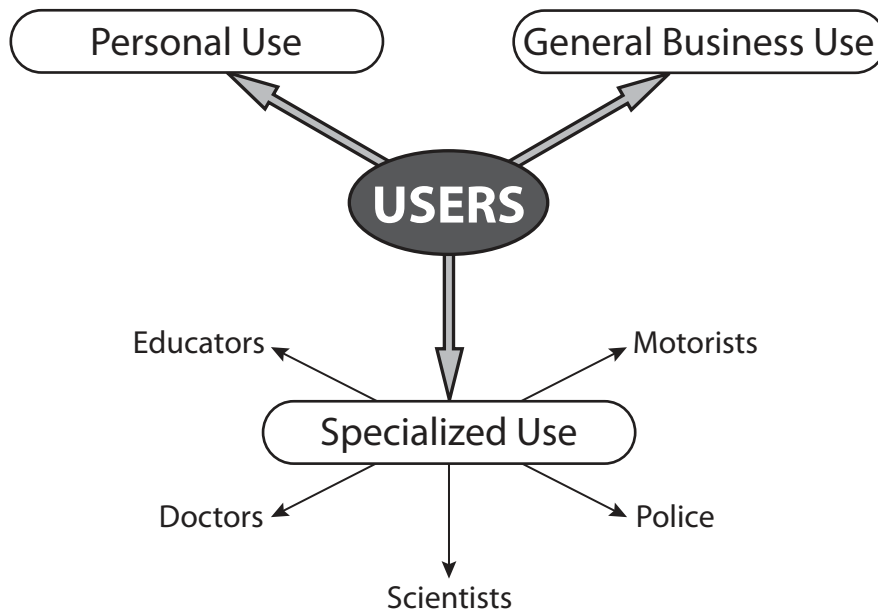 Personal Use
General Business Use
USERS
Educators
Motorists
Specialized Use
Doctors
Police
Scientists